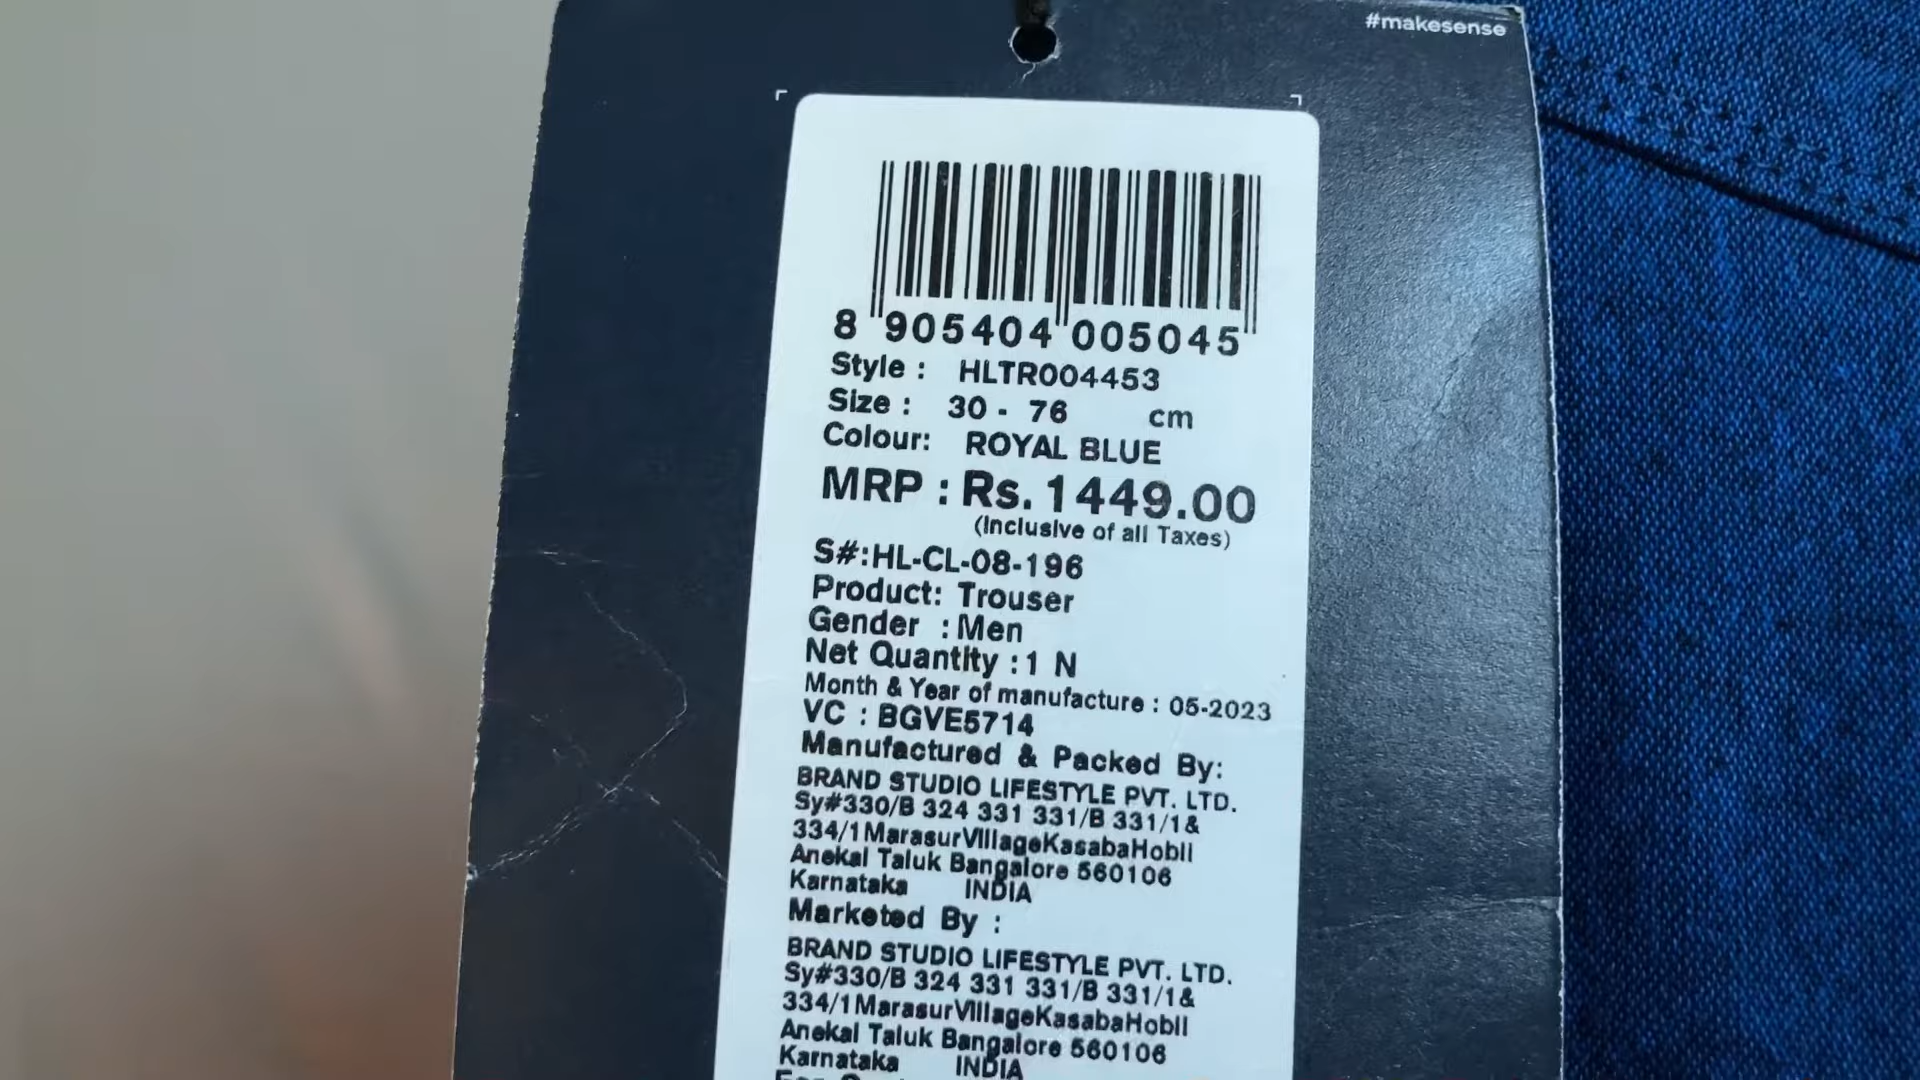 #makesense
8 905404 005045
Style : HLTR004453
Size : 30 - 76 cm
Colour: ROYAL BLUE
MRP : Rs. 1449.00
(Inclusive of all Taxes)
S#:HL-CL-08-196
Product: Trouser
Gender : Men
Net Quantity : 1 N
Month & Year of manufacture : 05-2023
VC : BGVE5714
Manufactured & Packed By:
BRAND STUDIO LIFESTYLE PVT. LTD.
Sy#330/B 324 331 331/B 331/1&
334/1MarasurVillageKasabaHobli
Anekal Taluk Bangalore 560106
Karnataka INDIA
Marketed By :
BRAND STUDIO LIFESTYLE PVT. LTD.
Sy#330/B 324 331 331/B 331/1&
334/1MarasurVillageKasabaHobli
Anekal Taluk Bangalore 560106
Karnataka INDIA